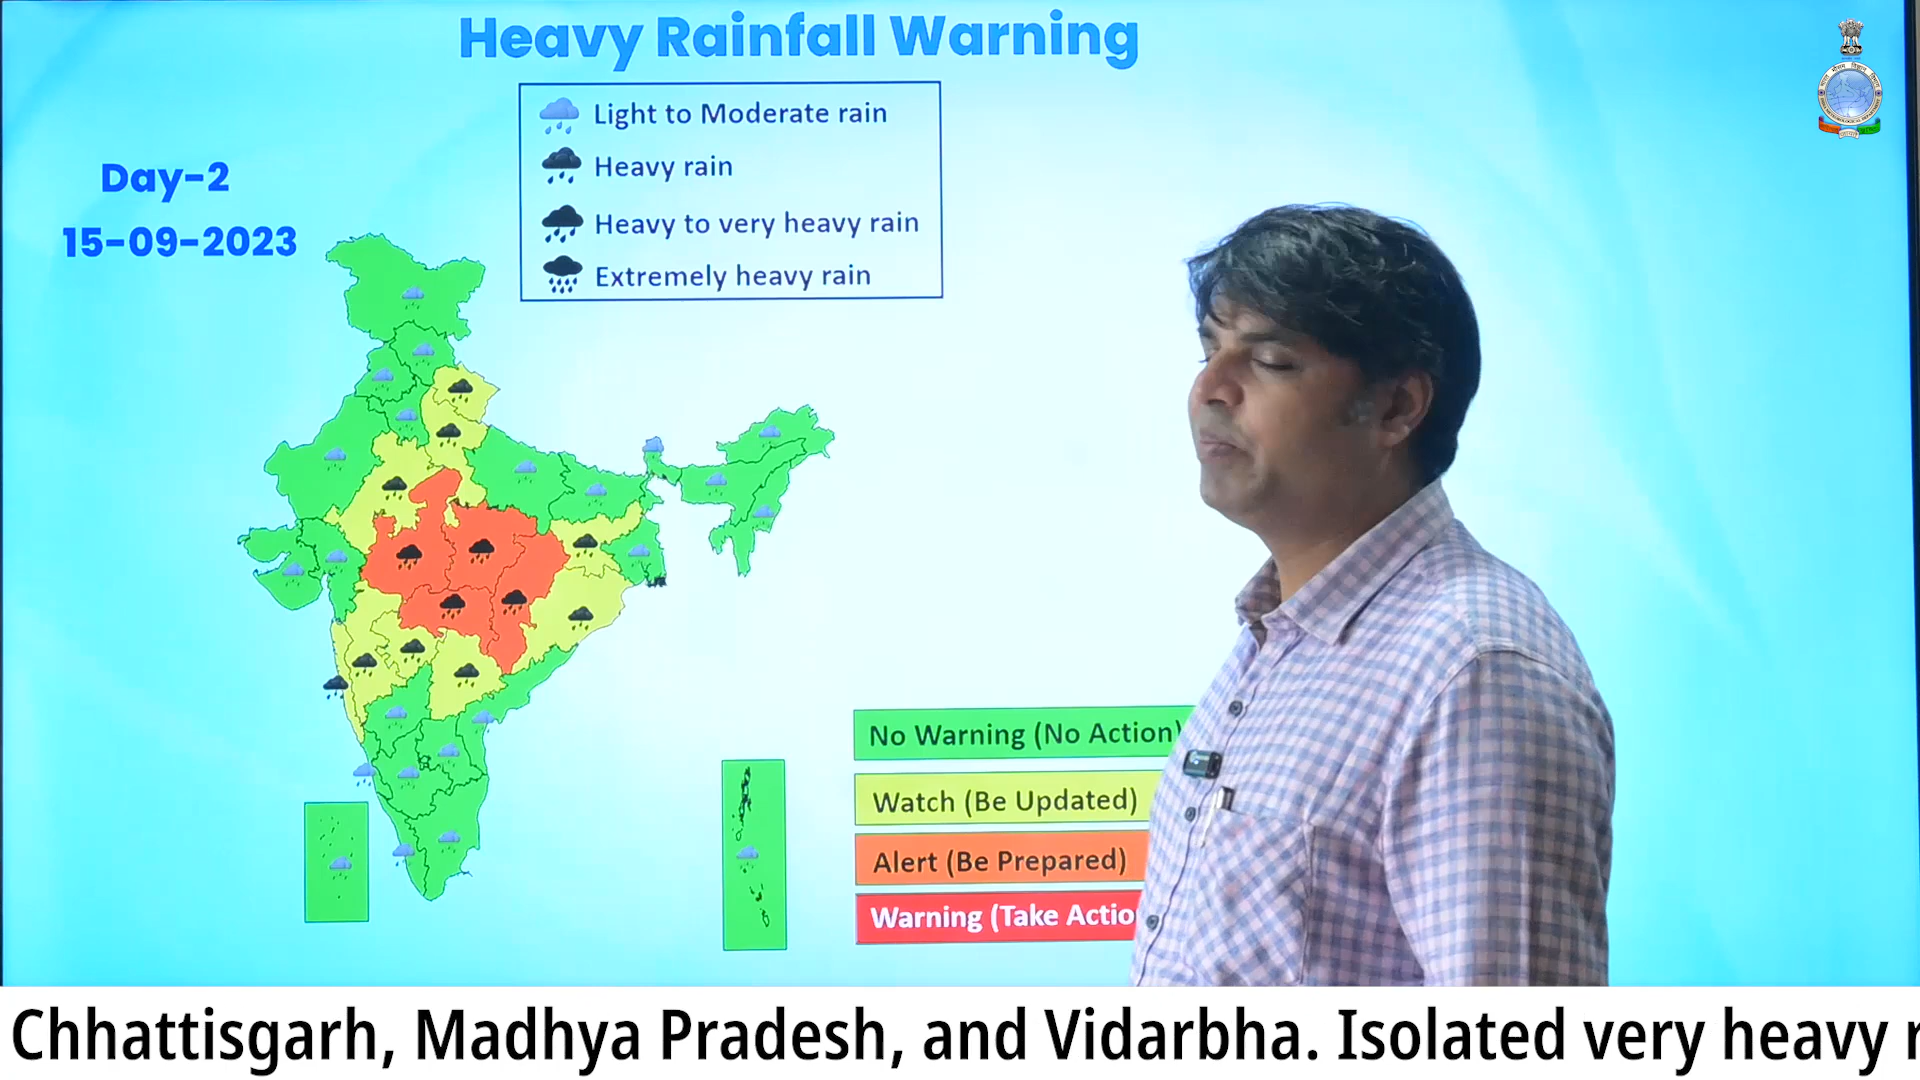 Heavy Rainfall Warning
Light to Moderate rain
Heavy rain
Heavy to very heavy rain
Extremely heavy rain
Day-2
15-09-2023
No Warning (No Action)
Watch (Be Updated)
Alert (Be Prepared)
Warning (Take Actio
Chhattisgarh, Madhya Pradesh, and Vidarbha. Isolated very heavy r